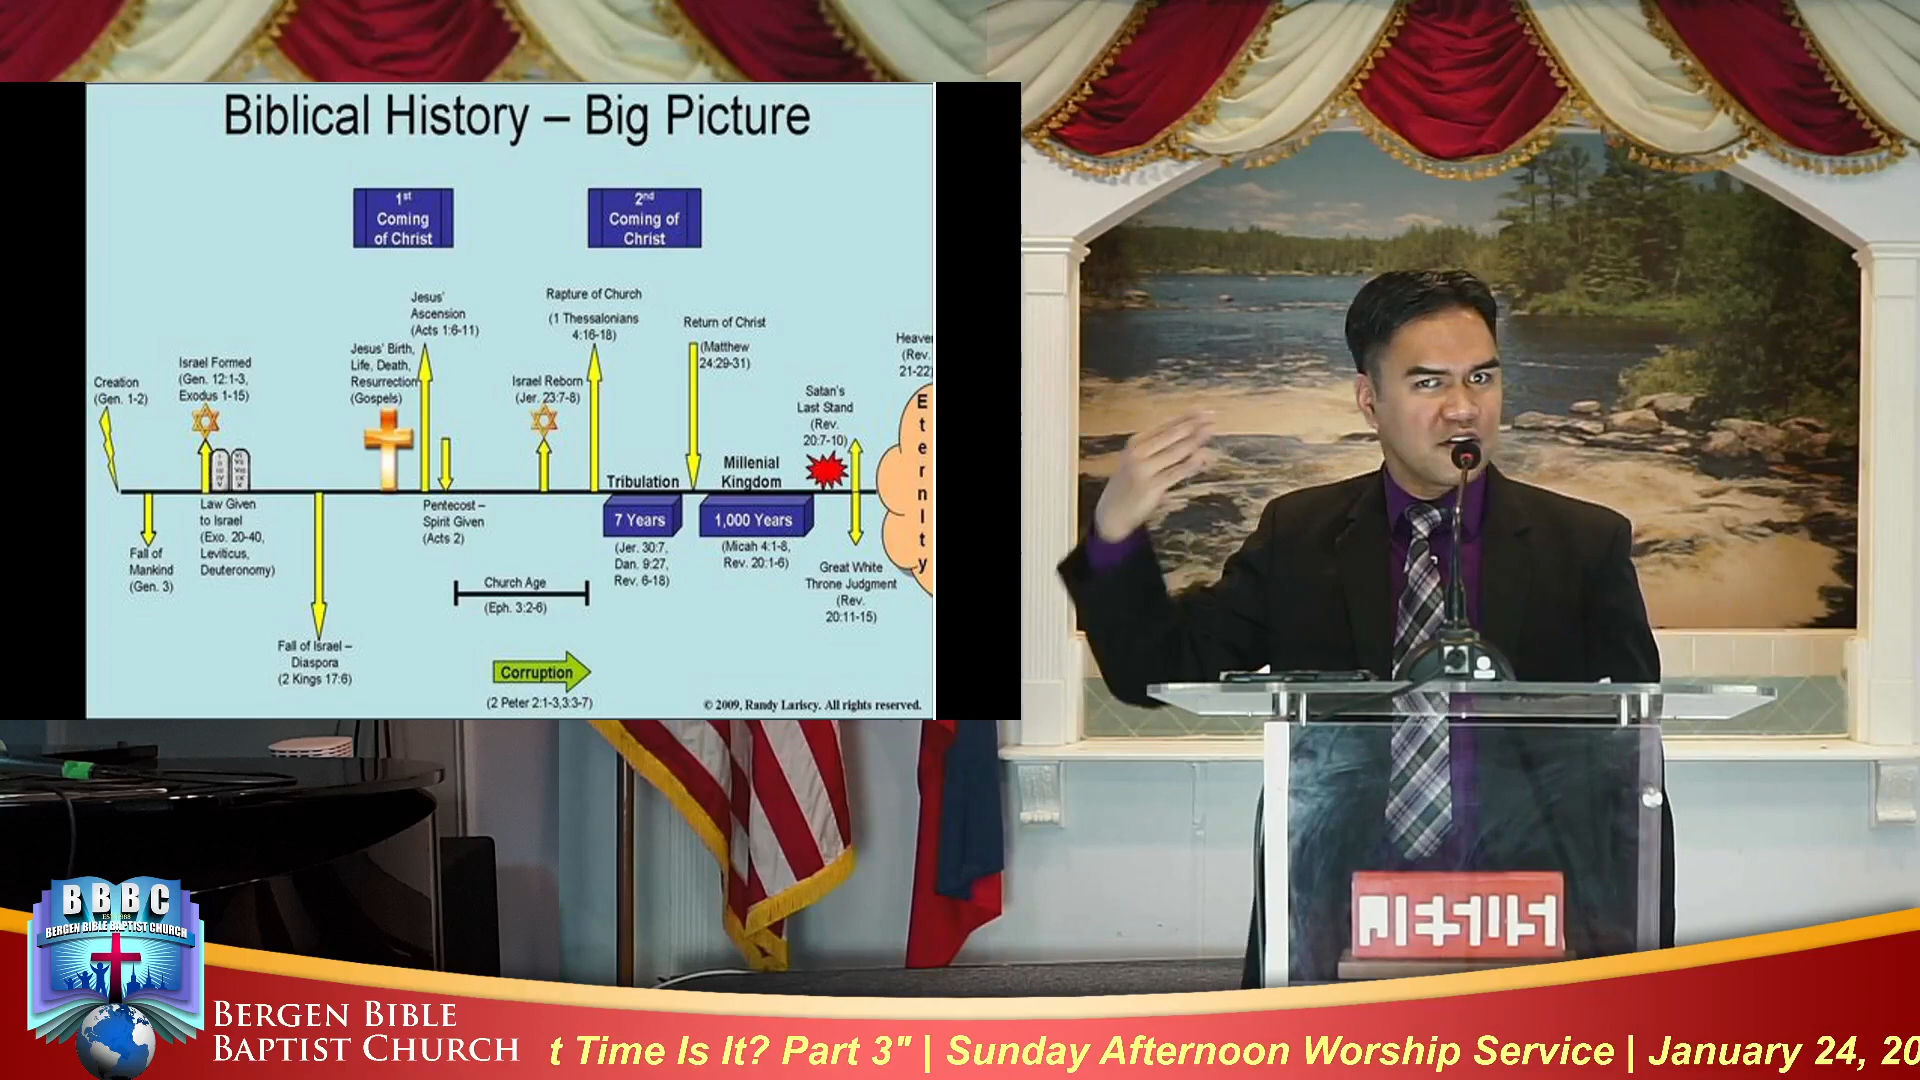 Biblical History – Big Picture
1st
Coming
of Christ
2nd
Coming of
Christ
Creation
(Gen. 1-2)
Israel Formed
(Gen. 12:1-3,
Exodus 1-15)
Jesus' Birth,
Life, Death,
Resurrection
(Gospels)
Jesus'
Ascension
(Acts 1:6-11)
Israel Reborn
(Jer. 23:7-8)
Rapture of Church
(1 Thessalonians
4:16-18)
Return of Christ
(Matthew
24:29-31)
Satan's
Last Stand
(Rev.
20:7-10)
Heaven
(Rev.
21-22)
Eternity
Tribulation
7 Years
(Jer. 30:7,
Dan. 9:27,
Rev. 6-18)
Millenial
Kingdom
1,000 Years
(Micah 4:1-8,
Rev. 20:1-6)
Fall of
Mankind
(Gen. 3)
Law Given
to Israel
(Exo. 20-40,
Leviticus,
Deuteronomy)
Fall of Israel –
Diaspora
(2 Kings 17:6)
Pentecost –
Spirit Given
(Acts 2)
Church Age
(Eph. 3:2-6)
Great White
Throne Judgment
(Rev.
20:11-15)
Corruption
(2 Peter 2:1-3,3:3-7)
© 2009, Randy Lariscy. All rights reserved.
BBBC
BERGEN BIBLE BAPTIST CHURCH
BERGEN BIBLE
BAPTIST CHURCH
t Time Is It? Part 3" | Sunday Afternoon Worship Service | January 24, 20